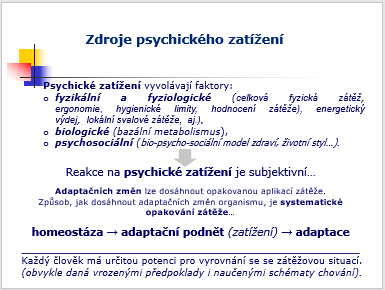 Zdroje psychického zatížení
Psychické zatížení vyvolávají faktory:
o fyzikální a fyziologické (celková fyzická zátěž,
ergonomie, hygienické limity, hodnocení zátěže), energetický
výdej, lokální svalové zátěže, aj.),
o biologické (bazální metabolismus),
o psychosociální (bio-psycho-sociální model zdraví, životní styl…).
Reakce na psychické zatížení je subjektivní…
Adaptačních změn lze dosáhnout opakovanou aplikací zátěže.
Způsob, jak dosáhnout adaptačních změn organismu, je systematické
opakování zátěže…
homeostáza → adaptační podnět (zatížení) → adaptace
Každý člověk má určitou potenci pro vyrovnání se se zátěžovou situací.
(obvykle daná vrozenými předpoklady i naučenými schématy chování).